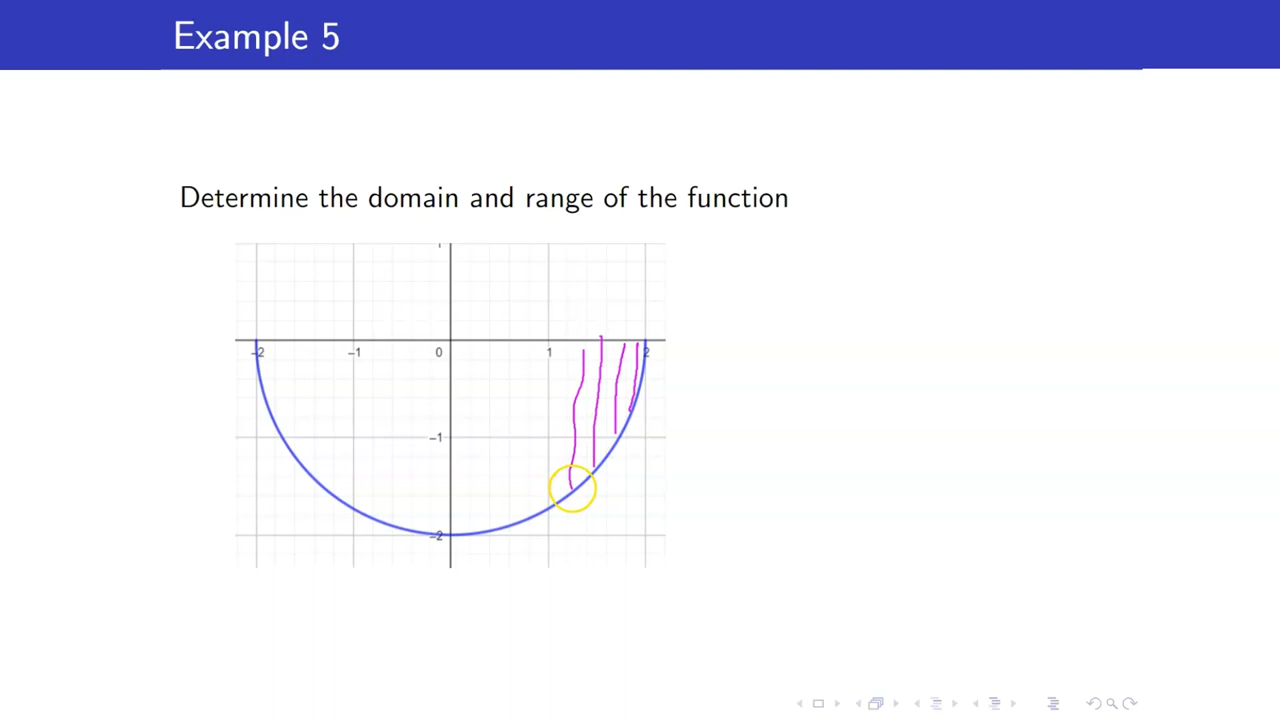 Example 5
Determine the domain and range of the function
-2 -1 0 1 2
-1
-2